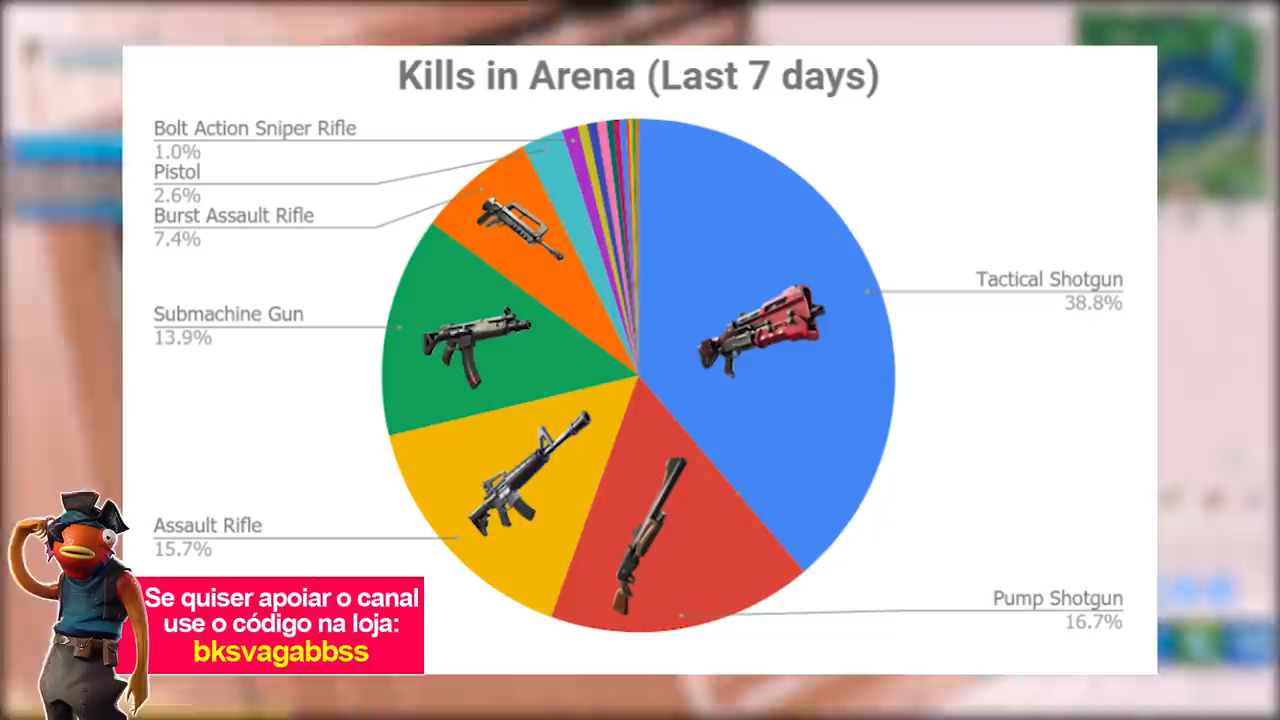 Kills in Arena (Last 7 days)
Bolt Action Sniper Rifle
1.0%
Pistol
2.6%
Burst Assault Rifle
7.4%
Submachine Gun
13.9%
Assault Rifle
15.7%
Tactical Shotgun
38.8%
Pump Shotgun
16.7%
Se quiser apoiar o canal
use o código na loja:
bksvagabbss